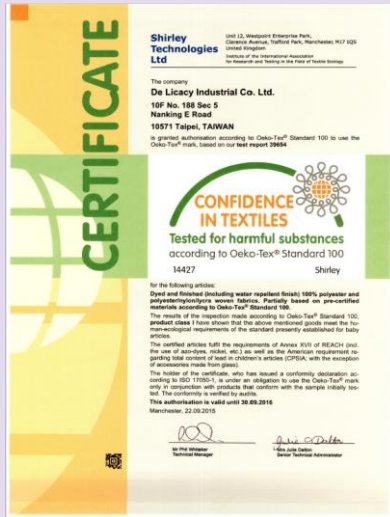 CERTIFICATE
Shirley
Technologies
Ltd
Unit 12, Westpoint Enterprise Park,
Clarence Avenue, Trafford Park, Manchester, M17 1QS
United Kingdom
Institute of the International Association
for Research and Testing in the Field of Textile Ecology
The company
De Licacy Industrial Co. Ltd.
10F No. 188 Sec 5
Nanking E Road
10571 Taipei, TAIWAN
is granted authorisation according to Oeko-Tex® Standard 100 to use the
Oeko-Tex® mark, based on our test report 39654
CONFIDENCE
IN TEXTILES
Tested for harmful substances
according to Oeko-Tex® Standard 100
14427 Shirley
for the following articles:
Dyed and finished (including water repellent finish) 100% polyester and
polyester/nylon/lycra woven fabrics. Partially based on pre-certified
materials according to Oeko-Tex® Standard 100.
The results of the inspection made according to Oeko-Tex® Standard 100,
product class I have shown that the above mentioned goods meet the hu-
man-ecological requirements of the standard presently established for baby
articles.
The certified articles fulfil the requirements of Annex XVII of REACH (incl.
the use of azo-dyes, nickel, etc.) as well as the American requirement re-
garding total content of lead in children's articles (CPSIA; with the exception
of accessories made from glass).
The holder of the certificate, who has issued a conformity declaration ac-
cording to ISO 17050-1, is under an obligation to use the Oeko-Tex® mark
only in conjunction with products that conform with the sample initially tes-
ted. The conformity is verified by audits.
This authorisation is valid until 30.09.2016
Manchester, 22.09.2015
Mr Phil Whitaker
Technical Manager
Mrs Julie Dalton
Senior Technical Administrator